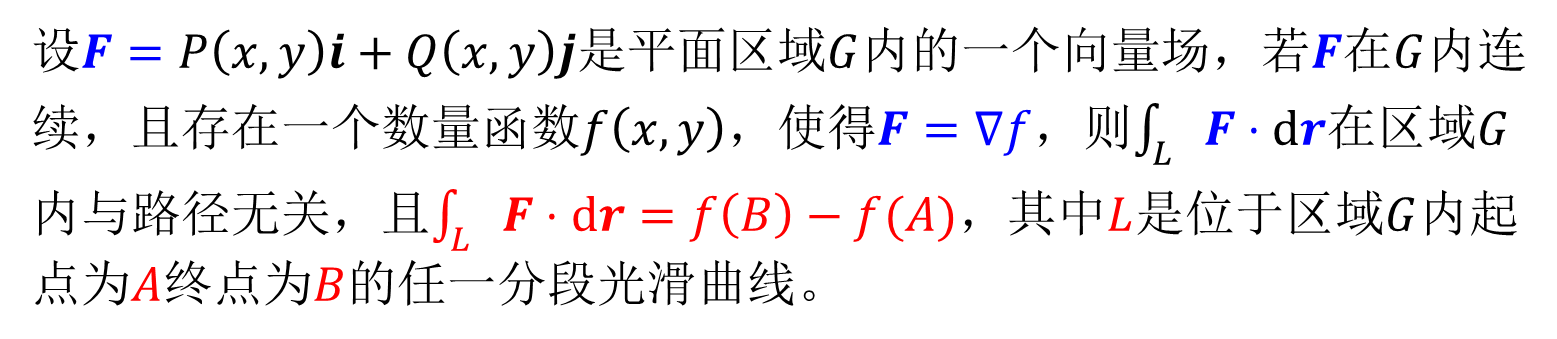 设F = P(x, y)i + Q(x, y)j是平面区域G内的一个向量场，若F在G内连
续，且存在一个数量函数f(x, y)，使得F = ∇f，则∫_L F · dr在区域G
内与路径无关，且∫_L F · dr = f(B) − f(A)，其中L是位于区域G内起
点为A终点为B的任一分段光滑曲线。